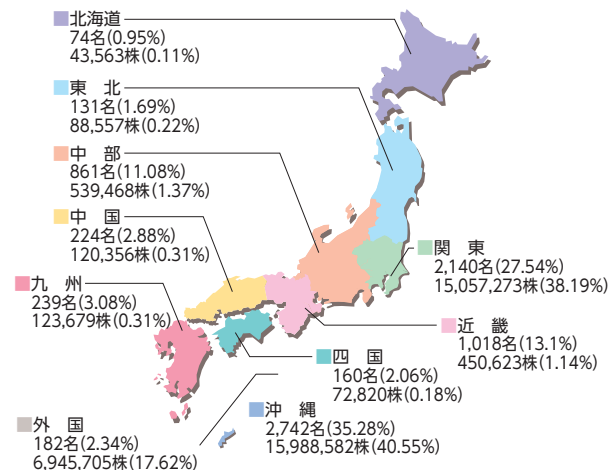 北海道
74名(0.95%)
43,563株(0.11%)
東　北
131名(1.69%)
88,557株(0.22%)
中　部
861名(11.08%)
539,468株(1.37%)
中　国
224名(2.88%)
120,356株(0.31%)
九　州
239名(3.08%)
123,679株(0.31%)
関　東
2,140名(27.54%)
15,057,273株(38.19%)
近　畿
1,018名(13.1%)
450,623株(1.14%)
四　国
160名(2.06%)
72,820株(0.18%)
外　国
182名(2.34%)
6,945,705株(17.62%)
沖　縄
2,742名(35.28%)
15,988,582株(40.55%)